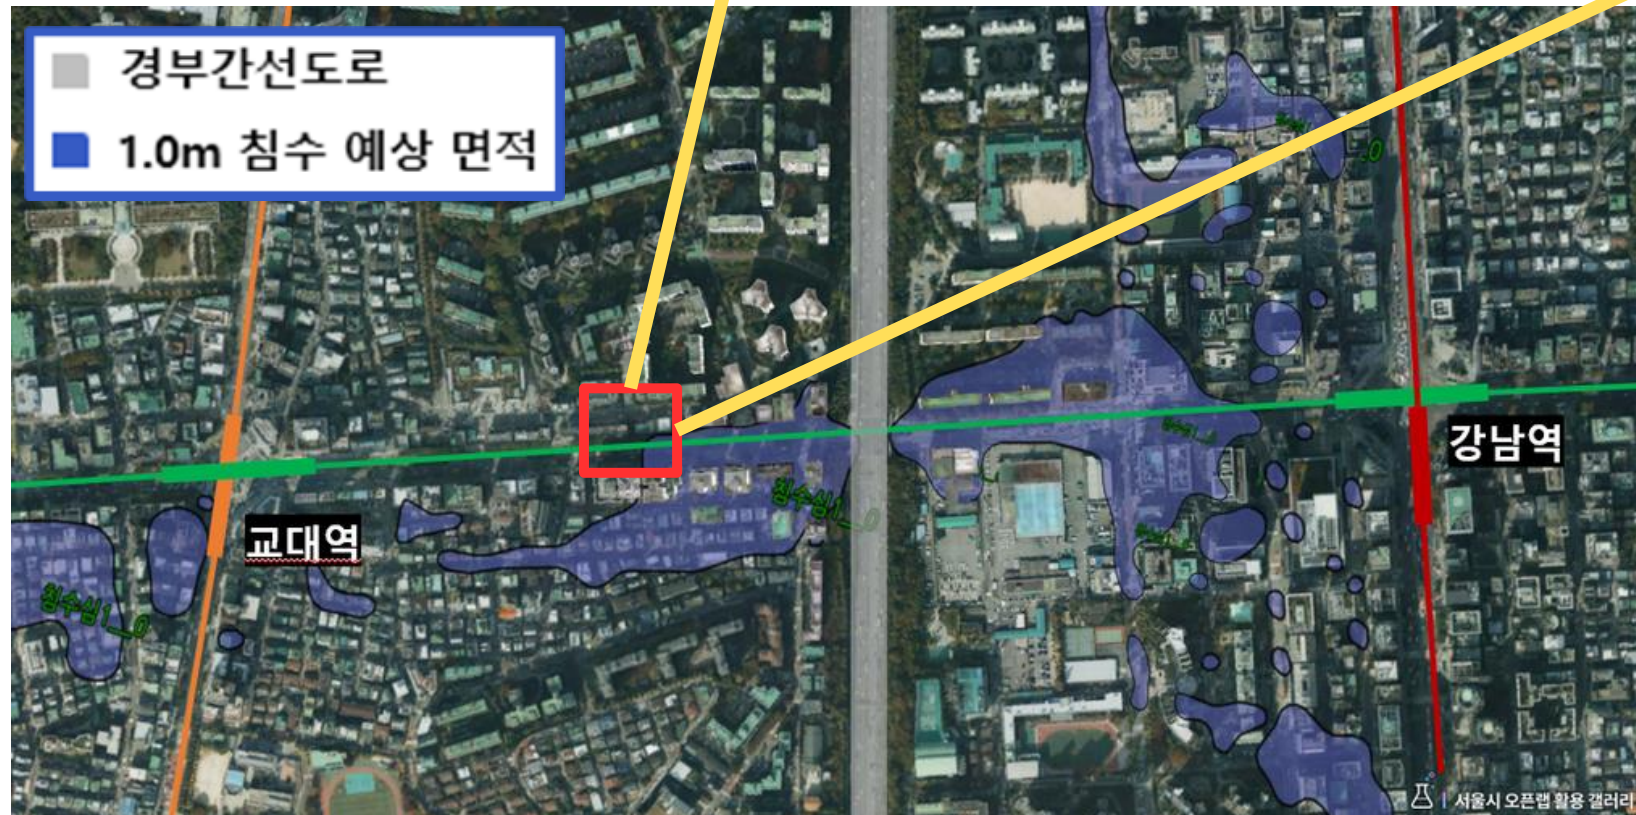 경부간선도로
1.0m 침수 예상 면적
강남역
침수심1__0
교대역
침수심1__0
서울시 오픈랩 활용 갤러리